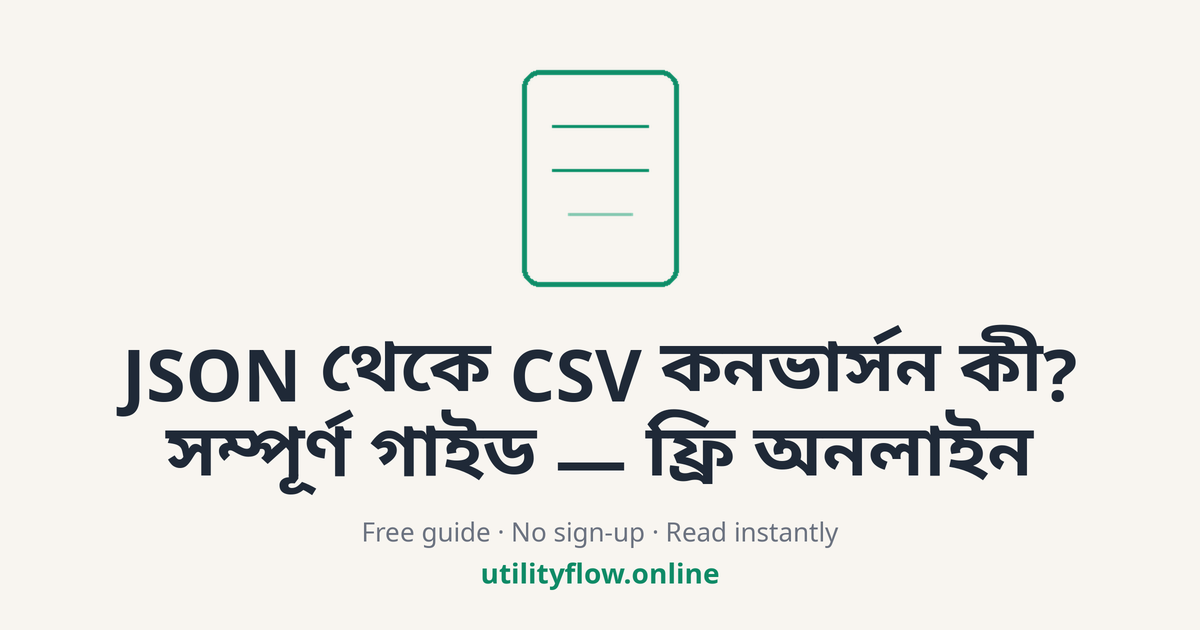 JSON থেকে CSV কনভার্সন কী?
সম্পূর্ণ গাইড — ফ্রি অনলাইন
Free guide · No sign-up · Read instantly
utilityflow.online